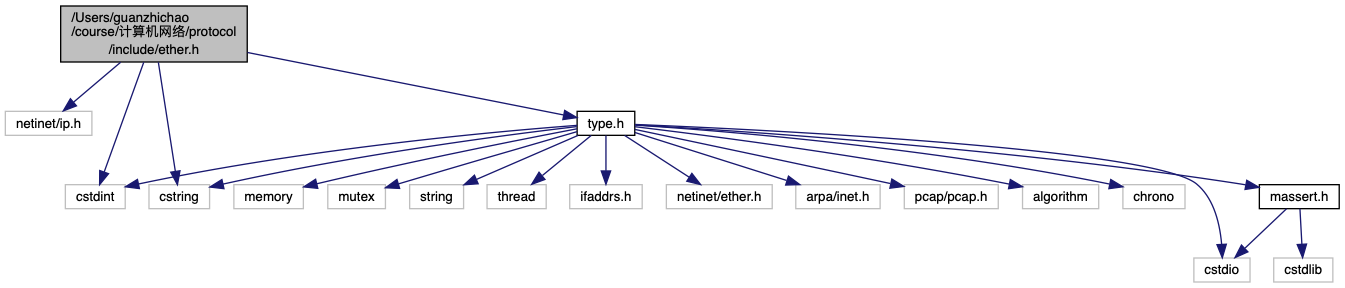 /Users/guanzhichao
/course/计算机网络/protocol
/include/ether.h
netinet/ip.h
type.h
cstdint
cstring
memory
mutex
string
thread
ifaddrs.h
netinet/ether.h
arpa/inet.h
pcap/pcap.h
algorithm
chrono
massert.h
cstdio
cstdlib